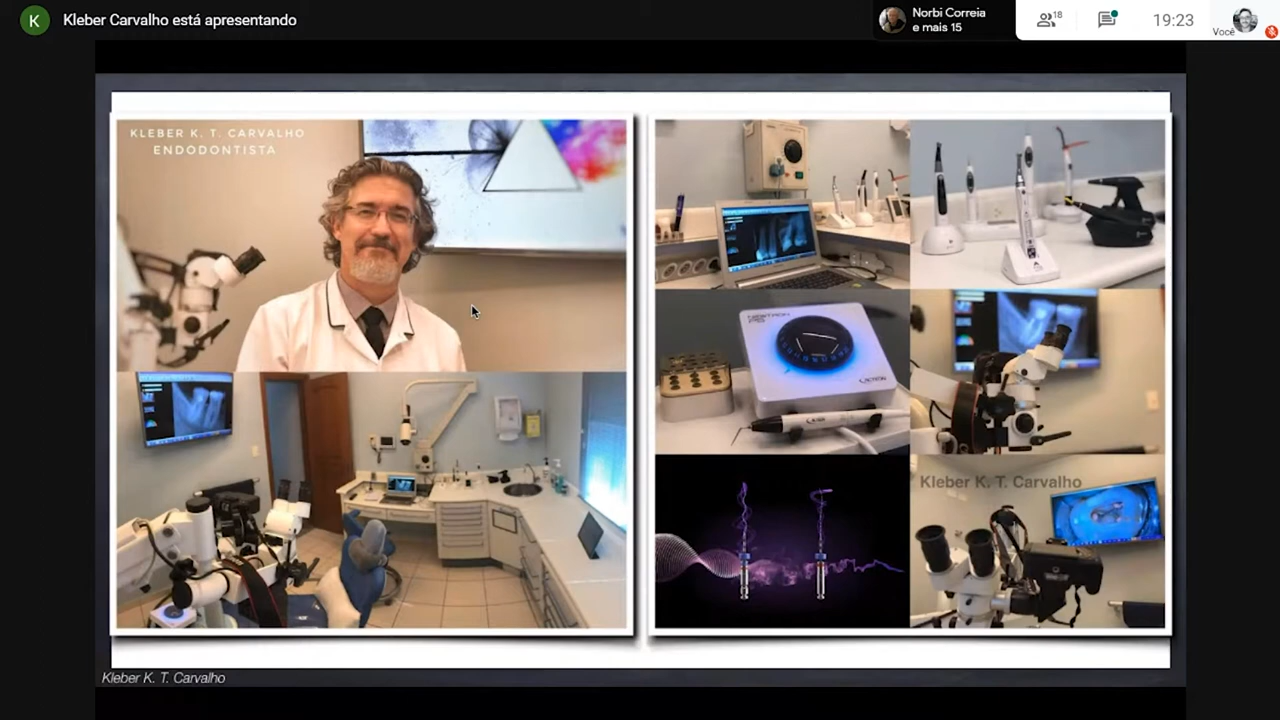 K
Kleber Carvalho está apresentando
Norbi Correia
e mais 15
18
19:23
Você
KLEBER K. T. CARVALHO
ENDODONTISTA
Kleber K. T. Carvalho
Kleber K. T. Carvalho